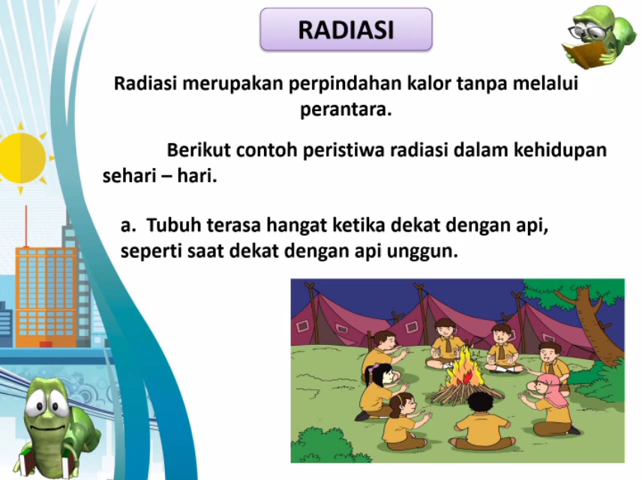 RADIASI
Radiasi merupakan perpindahan kalor tanpa melalui
perantara.
Berikut contoh peristiwa radiasi dalam kehidupan
sehari – hari.
a. Tubuh terasa hangat ketika dekat dengan api,
seperti saat dekat dengan api unggun.